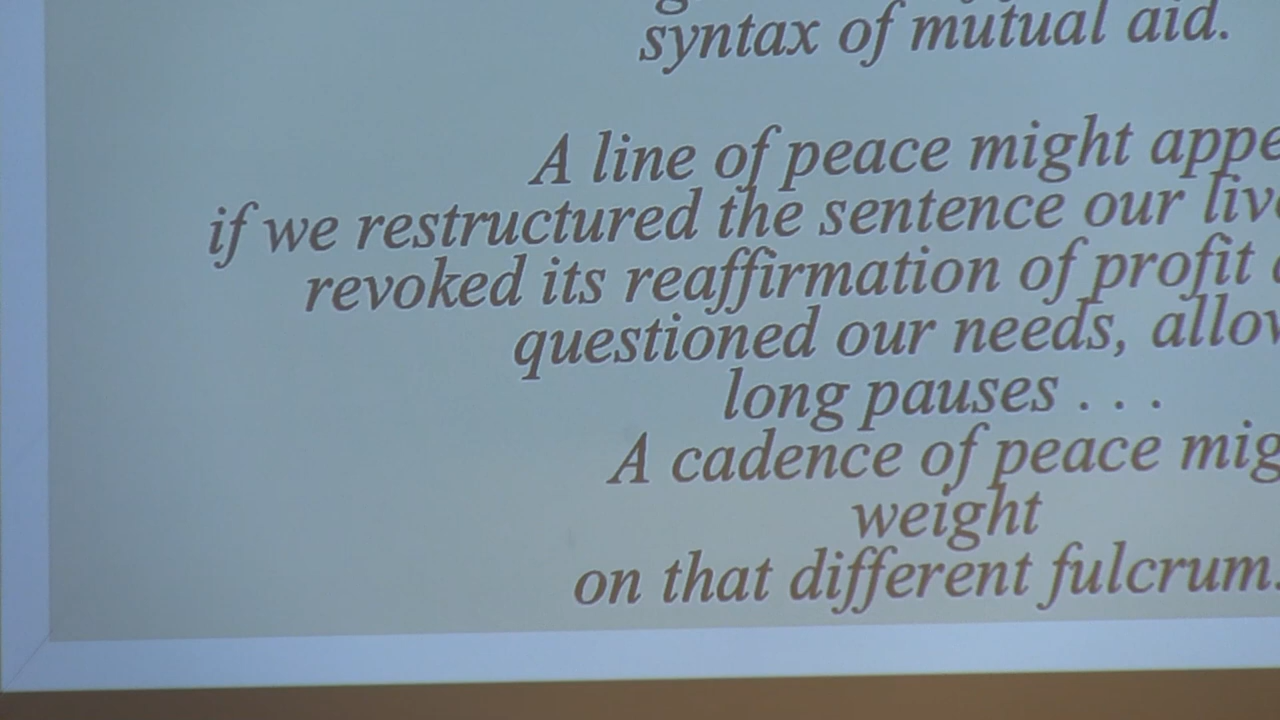 syntax of mutual aid.
A line of peace might appe
if we restructured the sentence our liv
revoked its reaffirmation of profit
questioned our needs, allow
long pauses . . .
A cadence of peace mig
weight
on that different fulcrum.